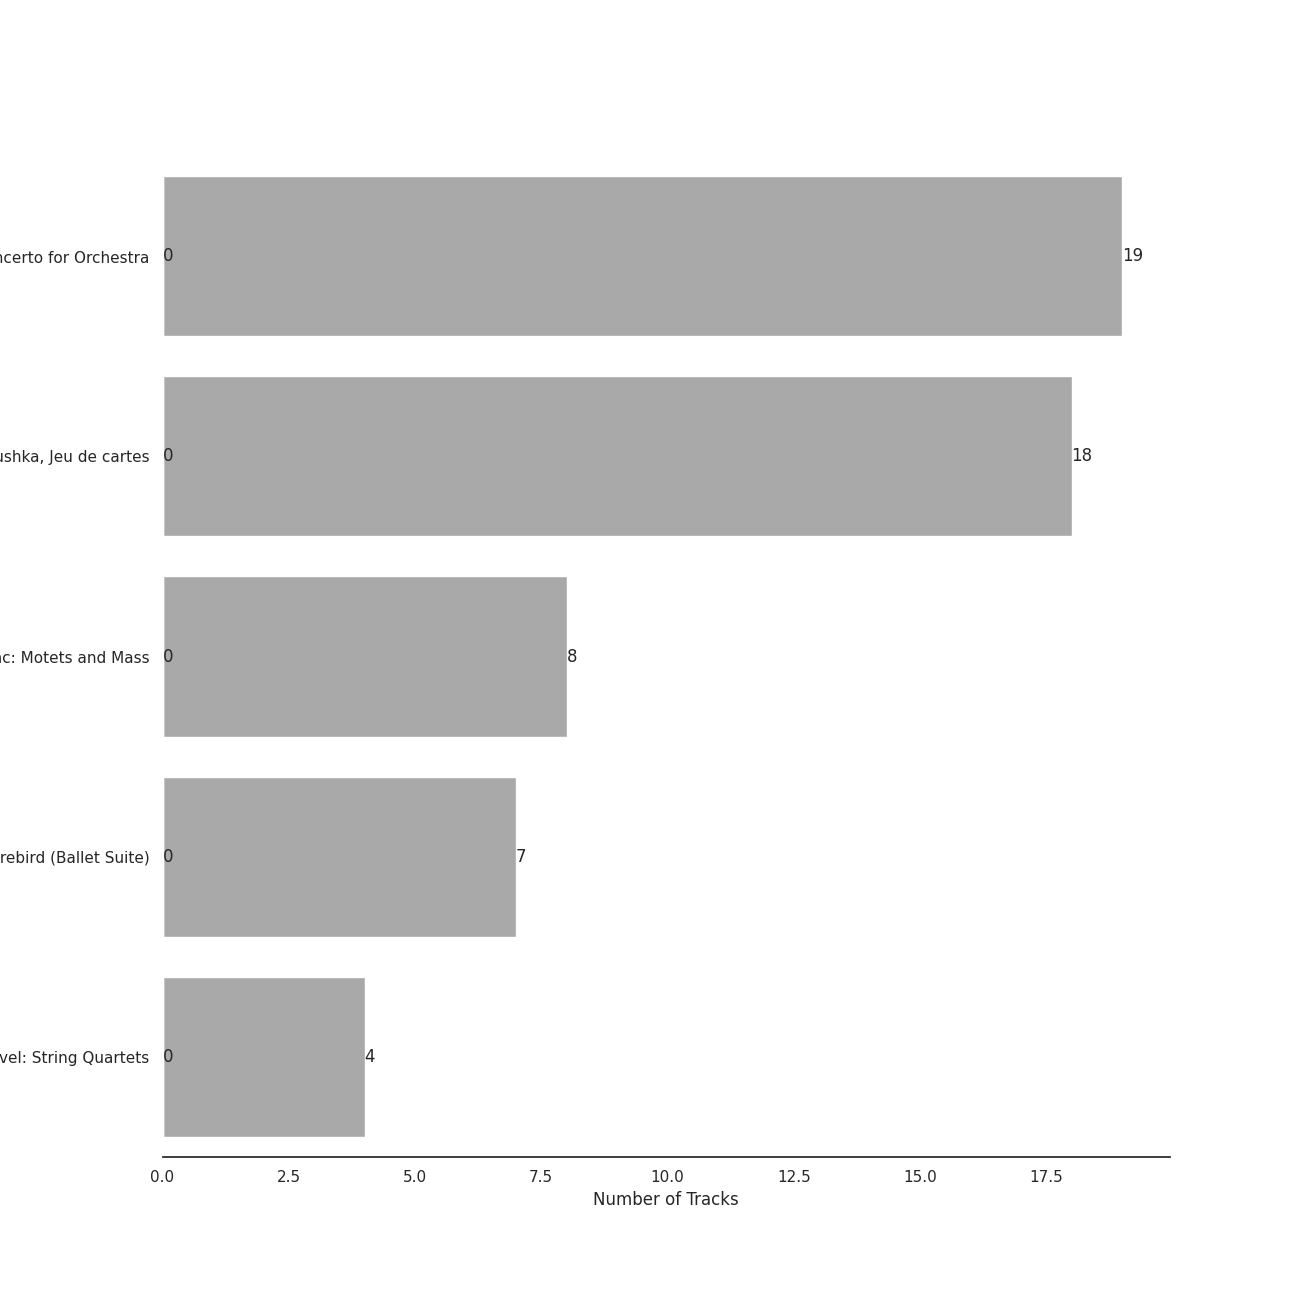 ncerto for Orchestra 0 19
ushka, Jeu de cartes 0 18
nc: Motets and Mass 0 8
rebird (Ballet Suite) 0 7
vel: String Quartets 0 4
0.0 2.5 5.0 7.5 10.0 12.5 15.0 17.5
Number of Tracks